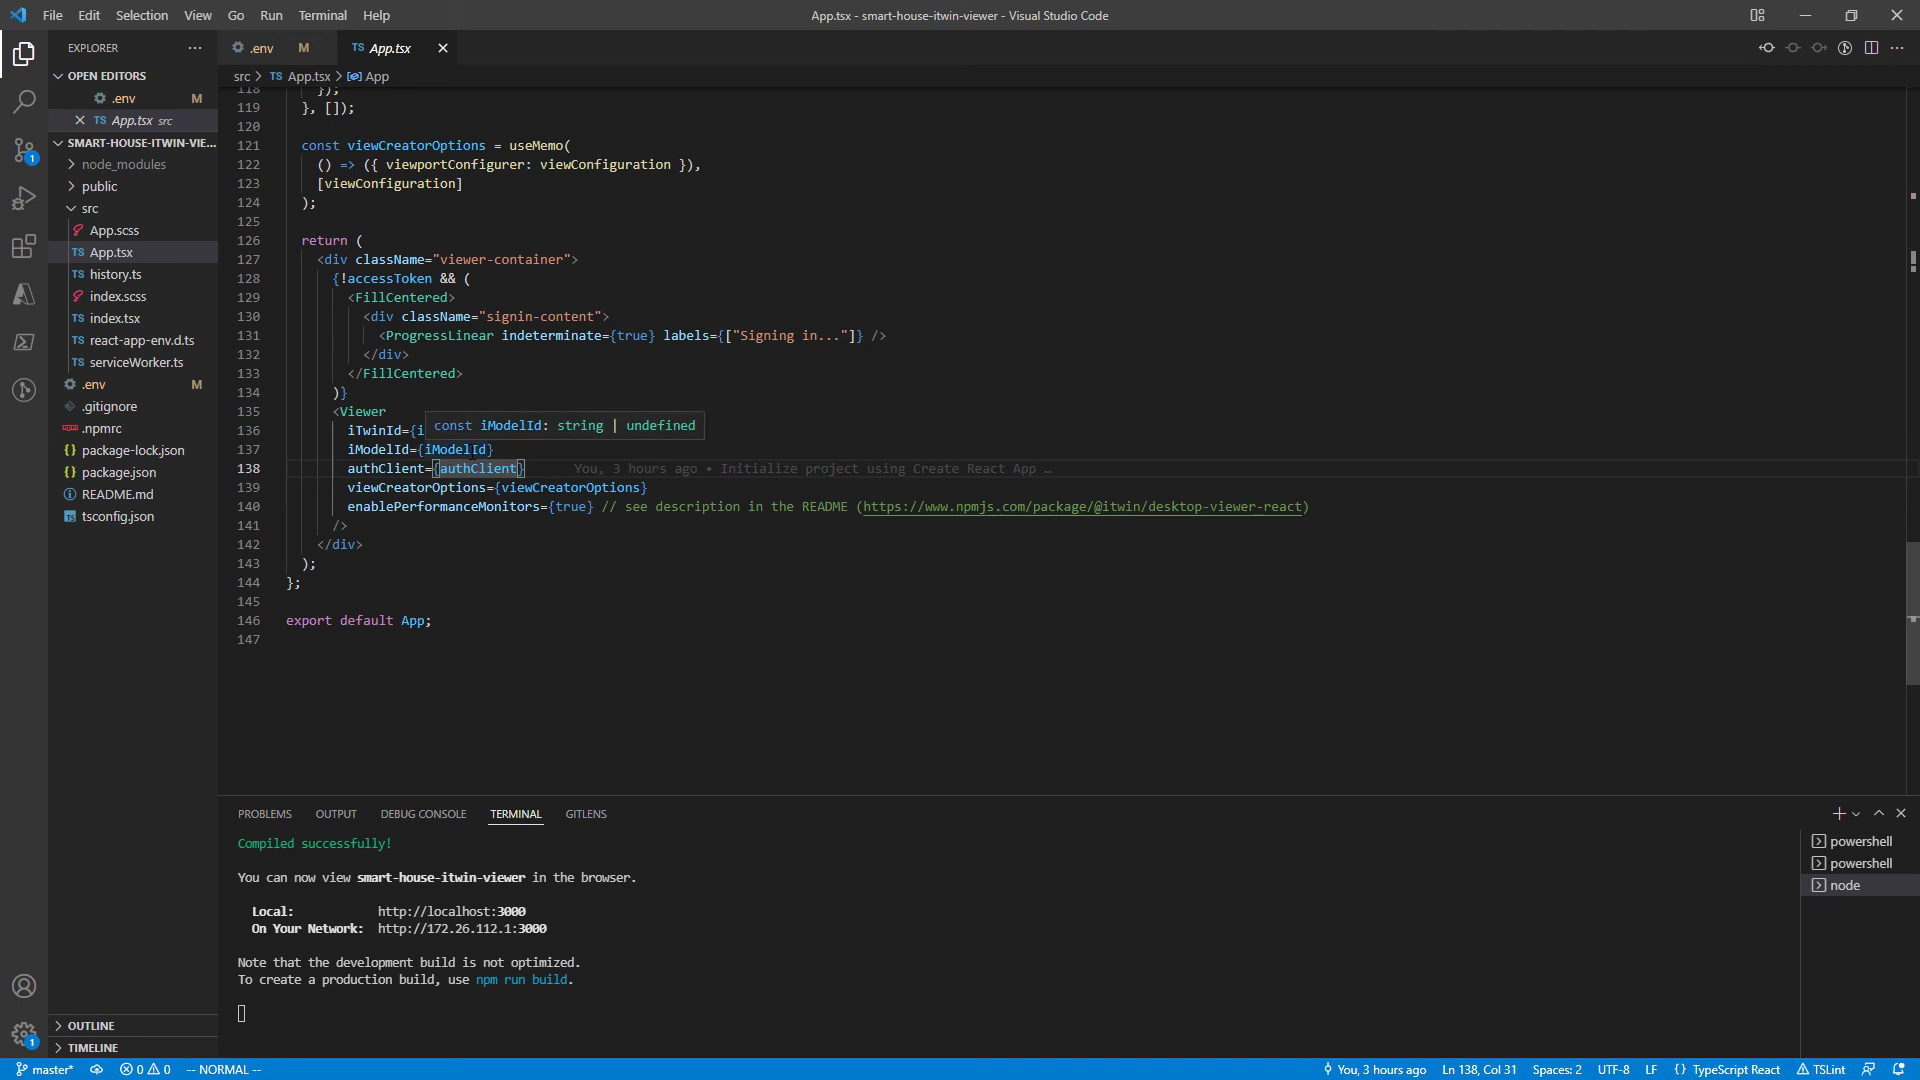 File Edit Selection View Go Run Terminal Help
App.tsx - smart-house-itwin-viewer - Visual Studio Code
EXPLORER
OPEN EDITORS
.env M
TS App.tsx src
SMART-HOUSE-ITWIN-VIE...
node_modules
public
src
App.scss
TS App.tsx
TS history.ts
index.scss
TS index.tsx
TS react-app-env.d.ts
TS serviceWorker.ts
.env M
.gitignore
.npmrc
{} package-lock.json
{} package.json
README.md
TS tsconfig.json
OUTLINE
TIMELINE
.env M
TS App.tsx
src > TS App.tsx > App
118 });
119 }, []);
120
121 const viewCreatorOptions = useMemo(
122 () => ({ viewportConfigurer: viewConfiguration }),
123 [viewConfiguration]
124 );
125
126 return (
127 <div className="viewer-container">
128 {!accessToken && (
129 <FillCentered>
130 <div className="signin-content">
131 <ProgressLinear indeterminate={true} labels={["Signing in..."]} />
132 </div>
133 </FillCentered>
134 )}
135 <Viewer
136 iTwinId={i
const iModelId: string | undefined
137 iModelId={iModelId}
138 authClient={authClient} You, 3 hours ago • Initialize project using Create React App …
139 viewCreatorOptions={viewCreatorOptions}
140 enablePerformanceMonitors={true} // see description in the README (https://www.npmjs.com/package/@itwin/desktop-viewer-react)
141 />
142 </div>
143 );
144 };
145
146 export default App;
147
PROBLEMS OUTPUT DEBUG CONSOLE TERMINAL GITLENS
Compiled successfully!
You can now view smart-house-itwin-viewer in the browser.
Local: http://localhost:3000
On Your Network: http://172.26.112.1:3000
Note that the development build is not optimized.
To create a production build, use npm run build.
powershell
powershell
node
1
1
master* 0 0 -- NORMAL --
You, 3 hours ago Ln 138, Col 31 Spaces: 2 UTF-8 LF {} TypeScript React TSLint